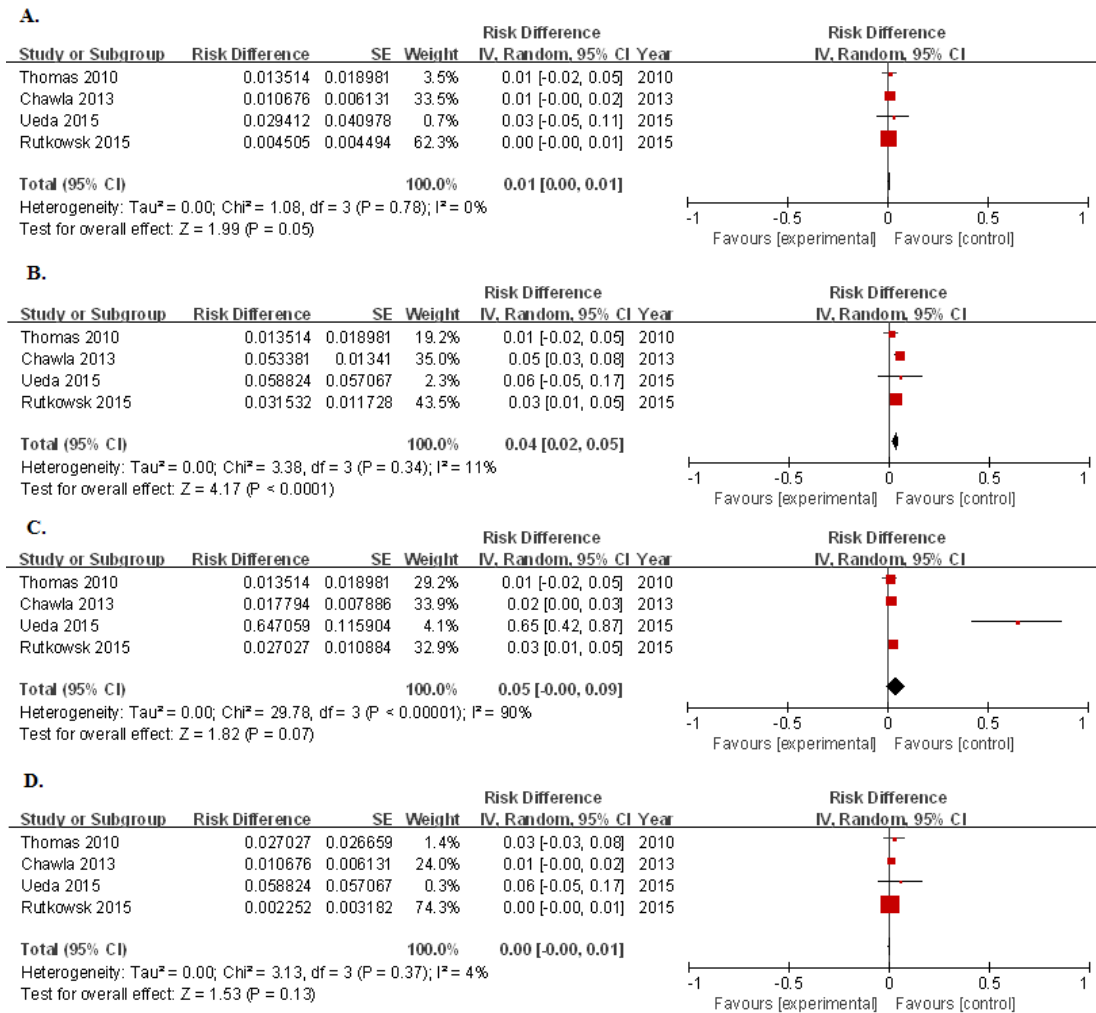 A.
Risk Difference Risk Difference
Study or Subgroup Risk Difference SE Weight IV, Random, 95% CI Year IV, Random, 95% CI
Thomas 2010 0.013514 0.018981 3.5% 0.01 [-0.02, 0.05] 2010
Chawla 2013 0.010676 0.006131 33.5% 0.01 [-0.00, 0.02] 2013
Ueda 2015 0.029412 0.040978 0.7% 0.03 [-0.05, 0.11] 2015
Rutkowsk 2015 0.004505 0.004494 62.3% 0.00 [-0.00, 0.01] 2015
Total (95% CI) 100.0% 0.01 [0.00, 0.01]
Heterogeneity: Tau² = 0.00; Chi² = 1.08, df = 3 (P = 0.78); I² = 0%
Test for overall effect: Z = 1.99 (P = 0.05)
-1 -0.5 0 0.5 1
Favours [experimental] Favours [control]
B.
Risk Difference Risk Difference
Study or Subgroup Risk Difference SE Weight IV, Random, 95% CI Year IV, Random, 95% CI
Thomas 2010 0.013514 0.018981 19.2% 0.01 [-0.02, 0.05] 2010
Chawla 2013 0.053381 0.01341 35.0% 0.05 [0.03, 0.08] 2013
Ueda 2015 0.058824 0.057067 2.3% 0.06 [-0.05, 0.17] 2015
Rutkowsk 2015 0.031532 0.011728 43.5% 0.03 [0.01, 0.05] 2015
Total (95% CI) 100.0% 0.04 [0.02, 0.05]
Heterogeneity: Tau² = 0.00; Chi² = 3.38, df = 3 (P = 0.34); I² = 11%
Test for overall effect: Z = 4.17 (P < 0.0001)
-1 -0.5 0 0.5 1
Favours [experimental] Favours [control]
C.
Risk Difference Risk Difference
Study or Subgroup Risk Difference SE Weight IV, Random, 95% CI Year IV, Random, 95% CI
Thomas 2010 0.013514 0.018981 29.2% 0.01 [-0.02, 0.05] 2010
Chawla 2013 0.017794 0.007886 33.9% 0.02 [0.00, 0.03] 2013
Ueda 2015 0.647059 0.115904 4.1% 0.65 [0.42, 0.87] 2015
Rutkowsk 2015 0.027027 0.010884 32.9% 0.03 [0.01, 0.05] 2015
Total (95% CI) 100.0% 0.05 [-0.00, 0.09]
Heterogeneity: Tau² = 0.00; Chi² = 29.78, df = 3 (P < 0.00001); I² = 90%
Test for overall effect: Z = 1.82 (P = 0.07)
-1 -0.5 0 0.5 1
Favours [experimental] Favours [control]
D.
Risk Difference Risk Difference
Study or Subgroup Risk Difference SE Weight IV, Random, 95% CI Year IV, Random, 95% CI
Thomas 2010 0.027027 0.026659 1.4% 0.03 [-0.03, 0.08] 2010
Chawla 2013 0.010676 0.006131 24.0% 0.01 [-0.00, 0.02] 2013
Ueda 2015 0.058824 0.057067 0.3% 0.06 [-0.05, 0.17] 2015
Rutkowsk 2015 0.002252 0.003182 74.3% 0.00 [-0.00, 0.01] 2015
Total (95% CI) 100.0% 0.00 [-0.00, 0.01]
Heterogeneity: Tau² = 0.00; Chi² = 3.13, df = 3 (P = 0.37); I² = 4%
Test for overall effect: Z = 1.53 (P = 0.13)
-1 -0.5 0 0.5 1
Favours [experimental] Favours [control]